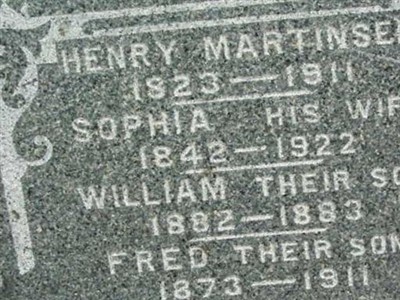 HENRY MARTINSE
1823—1911
SOPHIA HIS WIF
1842—1922
WILLIAM THEIR SO
1882—1883
FRED THEIR SON
1873—1911